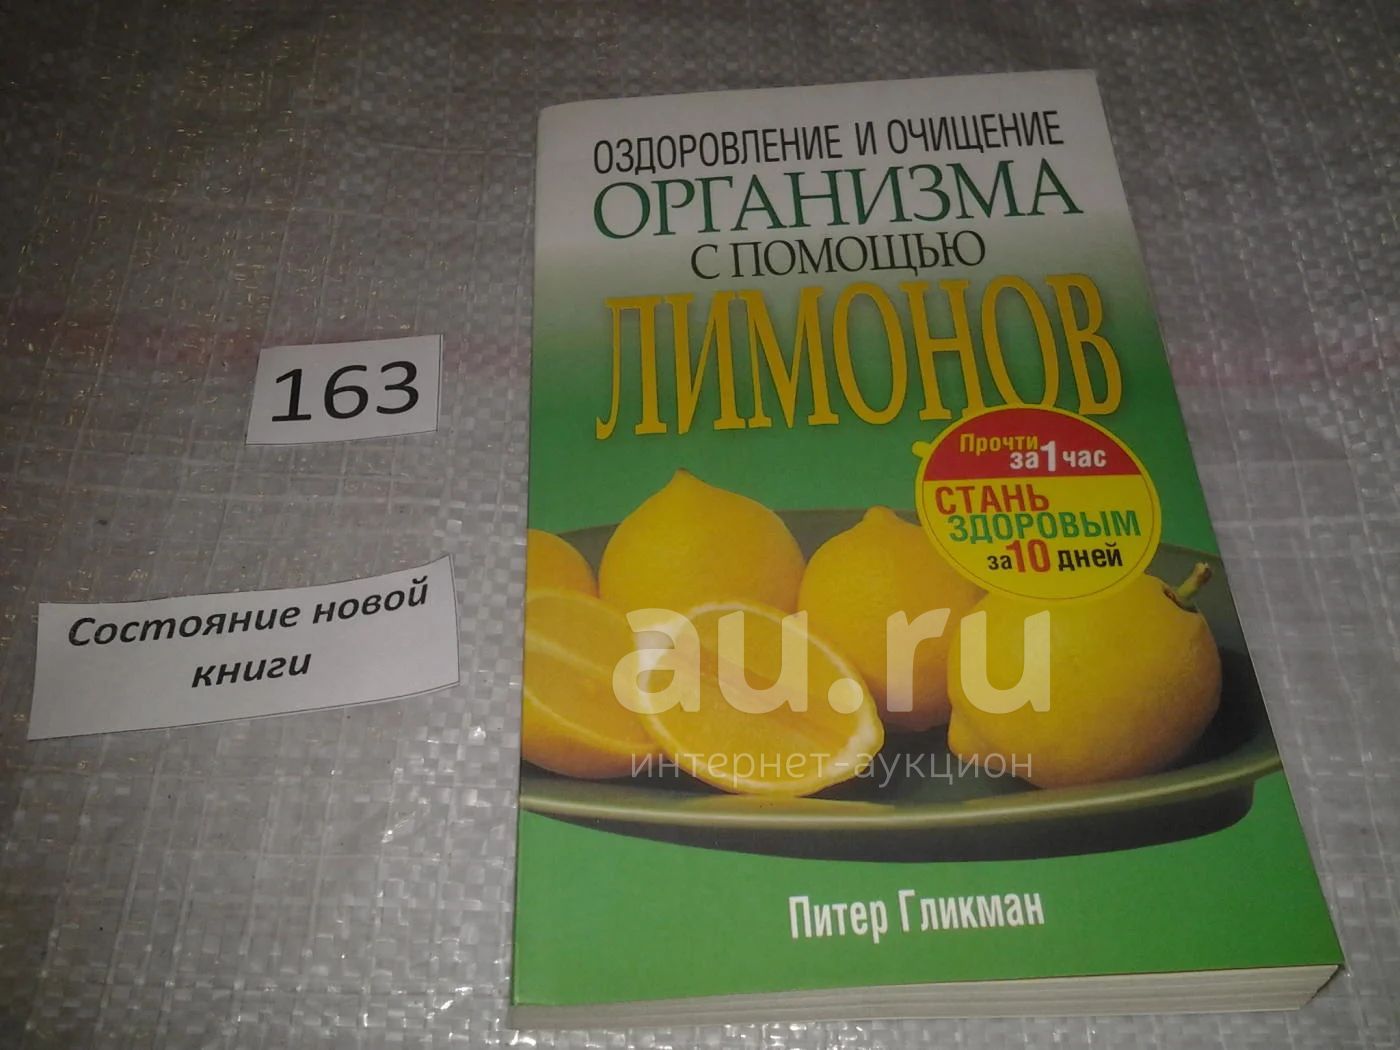 ОЗДОРОВЛЕНИЕ И ОЧИЩЕНИЕ
ОРГАНИЗМА
С ПОМОЩЬЮ
ЛИМОНОВ
Прочти
за 1 час
СТАНЬ
ЗДОРОВЫМ
за 10 дней
Питер Гликман
163
Состояние новой
книги
au.ru
интернет-аукцион